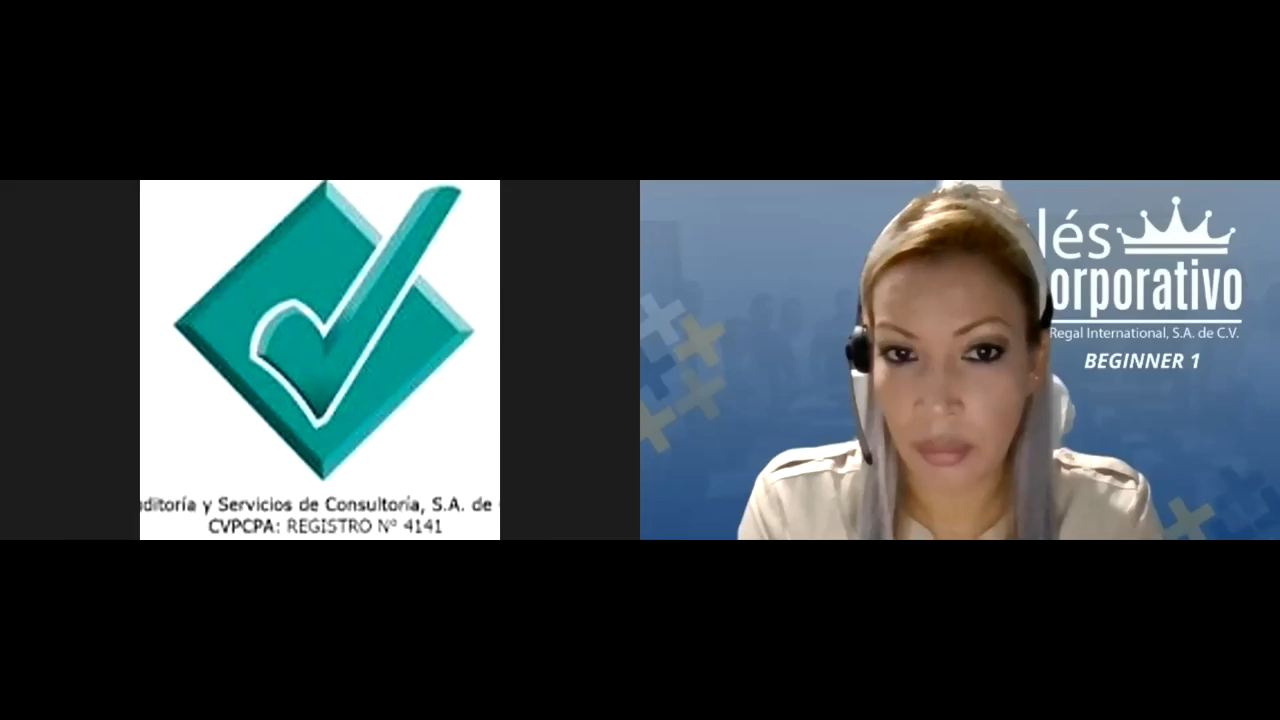 ditoría y Servicios de Consultoría, S.A. de
CVPCPA: REGISTRO Nº 4141
lés
orporativo
Regal International, S.A. de C.V.
BEGINNER 1